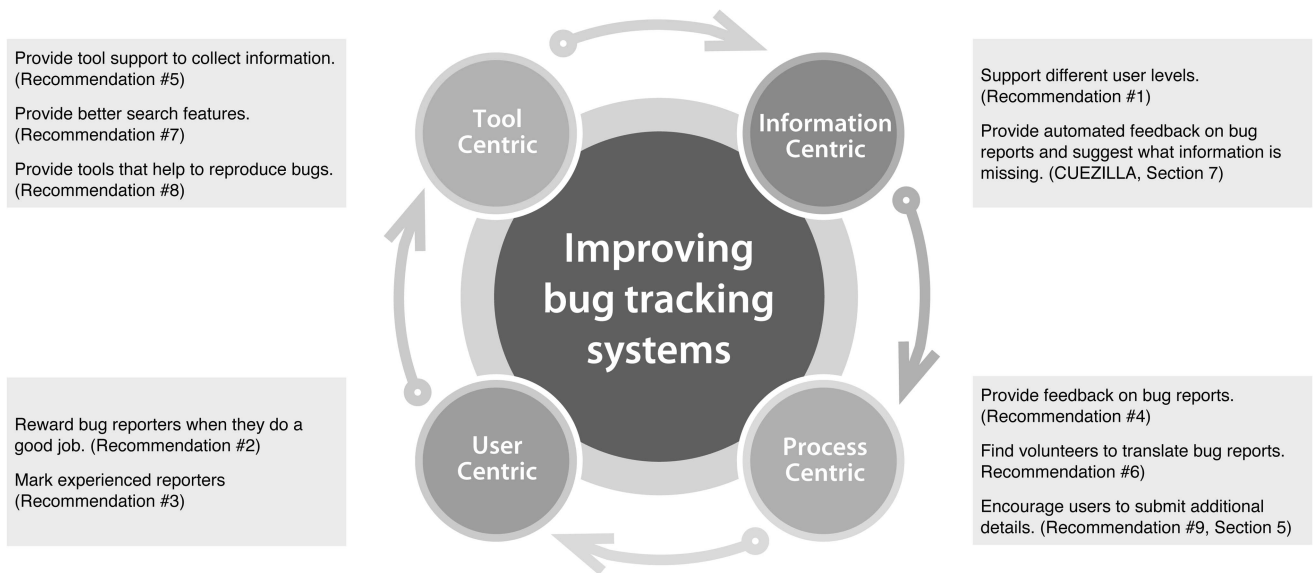 Provide tool support to collect information.
(Recommendation #5)
Provide better search features.
(Recommendation #7)
Provide tools that help to reproduce bugs.
(Recommendation #8)
Tool
Centric
Information
Centric
Support different user levels.
(Recommendation #1)
Provide automated feedback on bug
reports and suggest what information is
missing. (CUEZILLA, Section 7)
Improving
bug tracking
systems
Reward bug reporters when they do a
good job. (Recommendation #2)
Mark experienced reporters
(Recommendation #3)
User
Centric
Process
Centric
Provide feedback on bug reports.
(Recommendation #4)
Find volunteers to translate bug reports.
Recommendation #6)
Encourage users to submit additional
details. (Recommendation #9, Section 5)